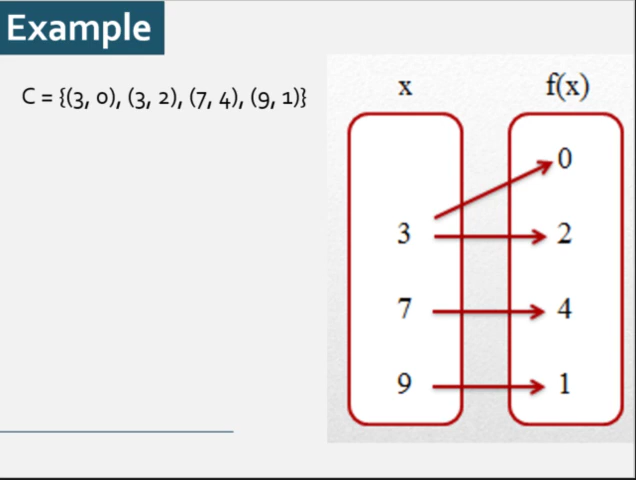 Example
C = {(3, 0), (3, 2), (7, 4), (9, 1)}
x f(x)
0
3 2
7 4
9 1